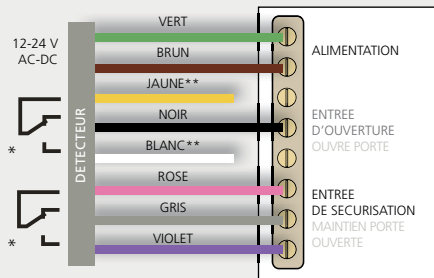 12-24 V
AC-DC
*
*
DETECTEUR
VERT
BRUN
JAUNE**
NOIR
BLANC**
ROSE
GRIS
VIOLET
ALIMENTATION
ENTREE
D'OUVERTURE
OUVRE PORTE
ENTREE
DE SECURISATION
MAINTIEN PORTE
OUVERTE